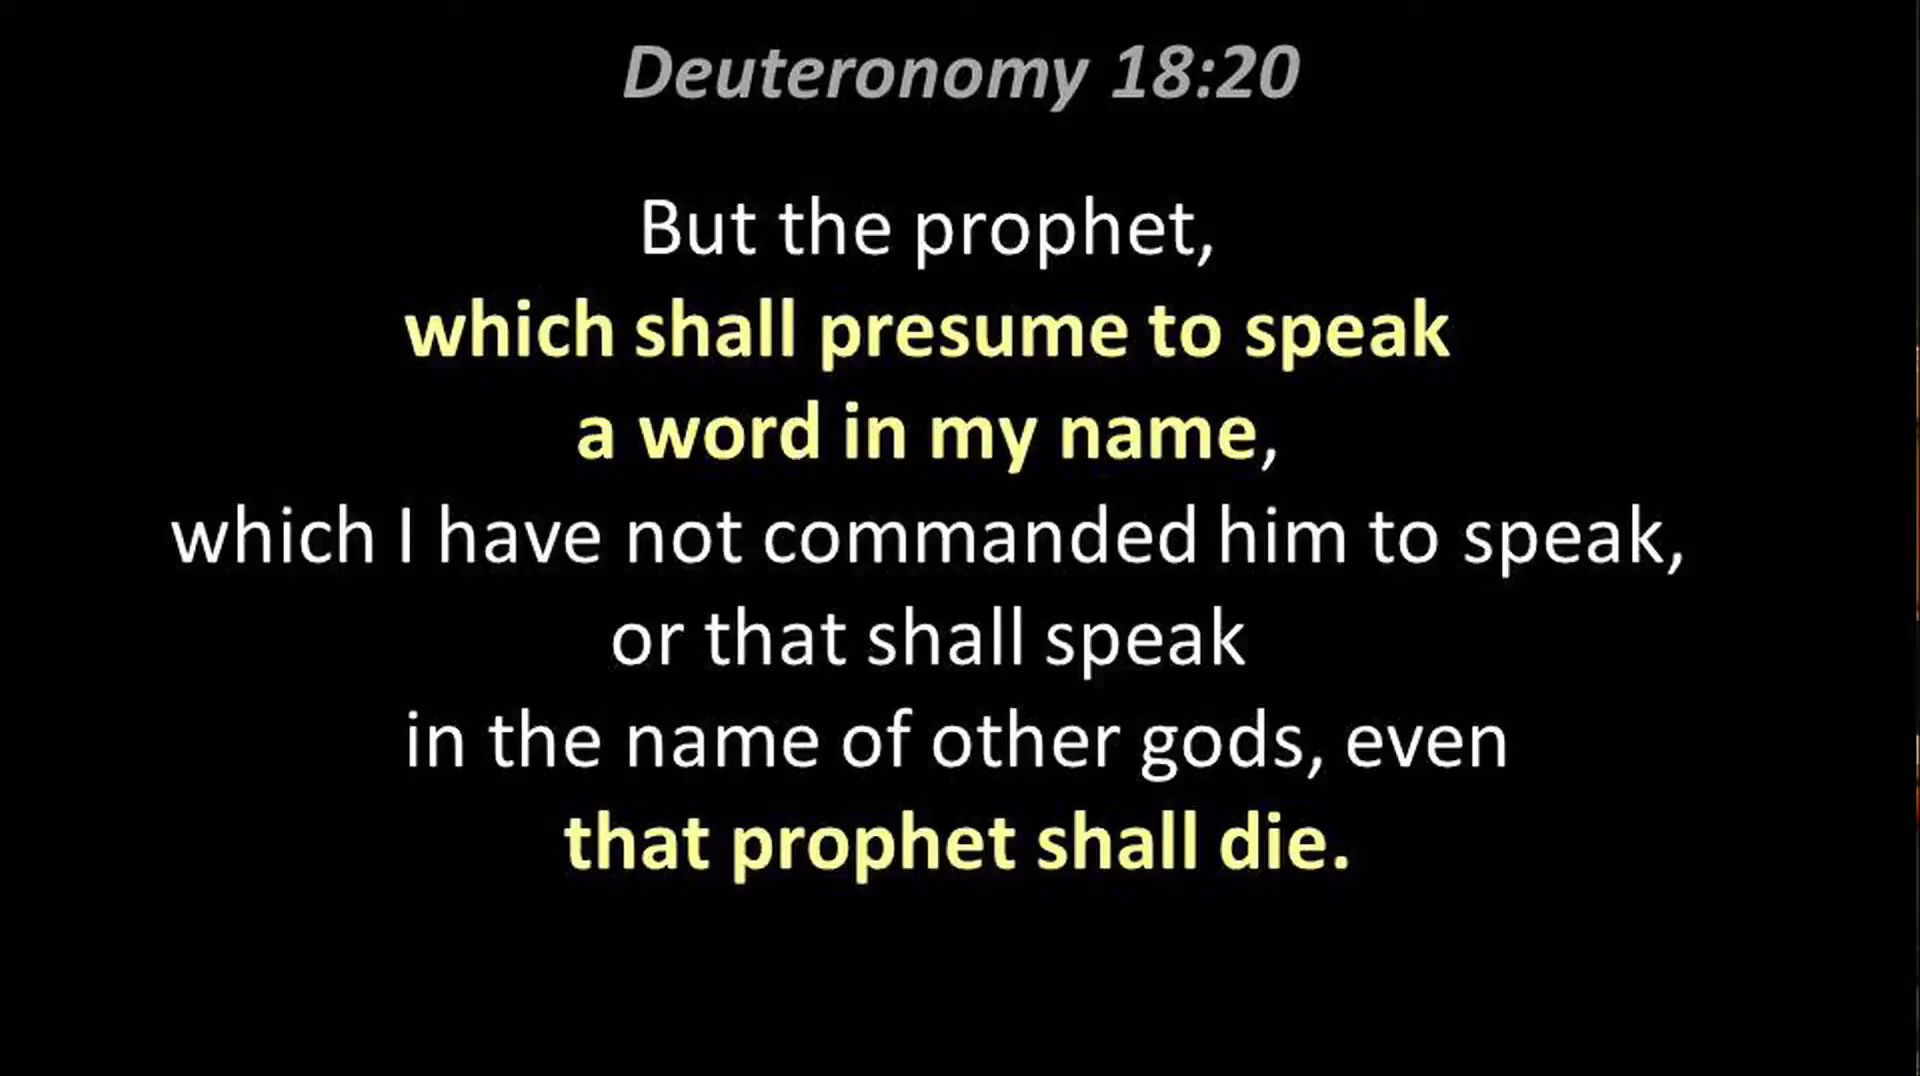 Deuteronomy 18:20
But the prophet,
which shall presume to speak
a word in my name,
which I have not commanded him to speak,
or that shall speak
in the name of other gods, even
that prophet shall die.